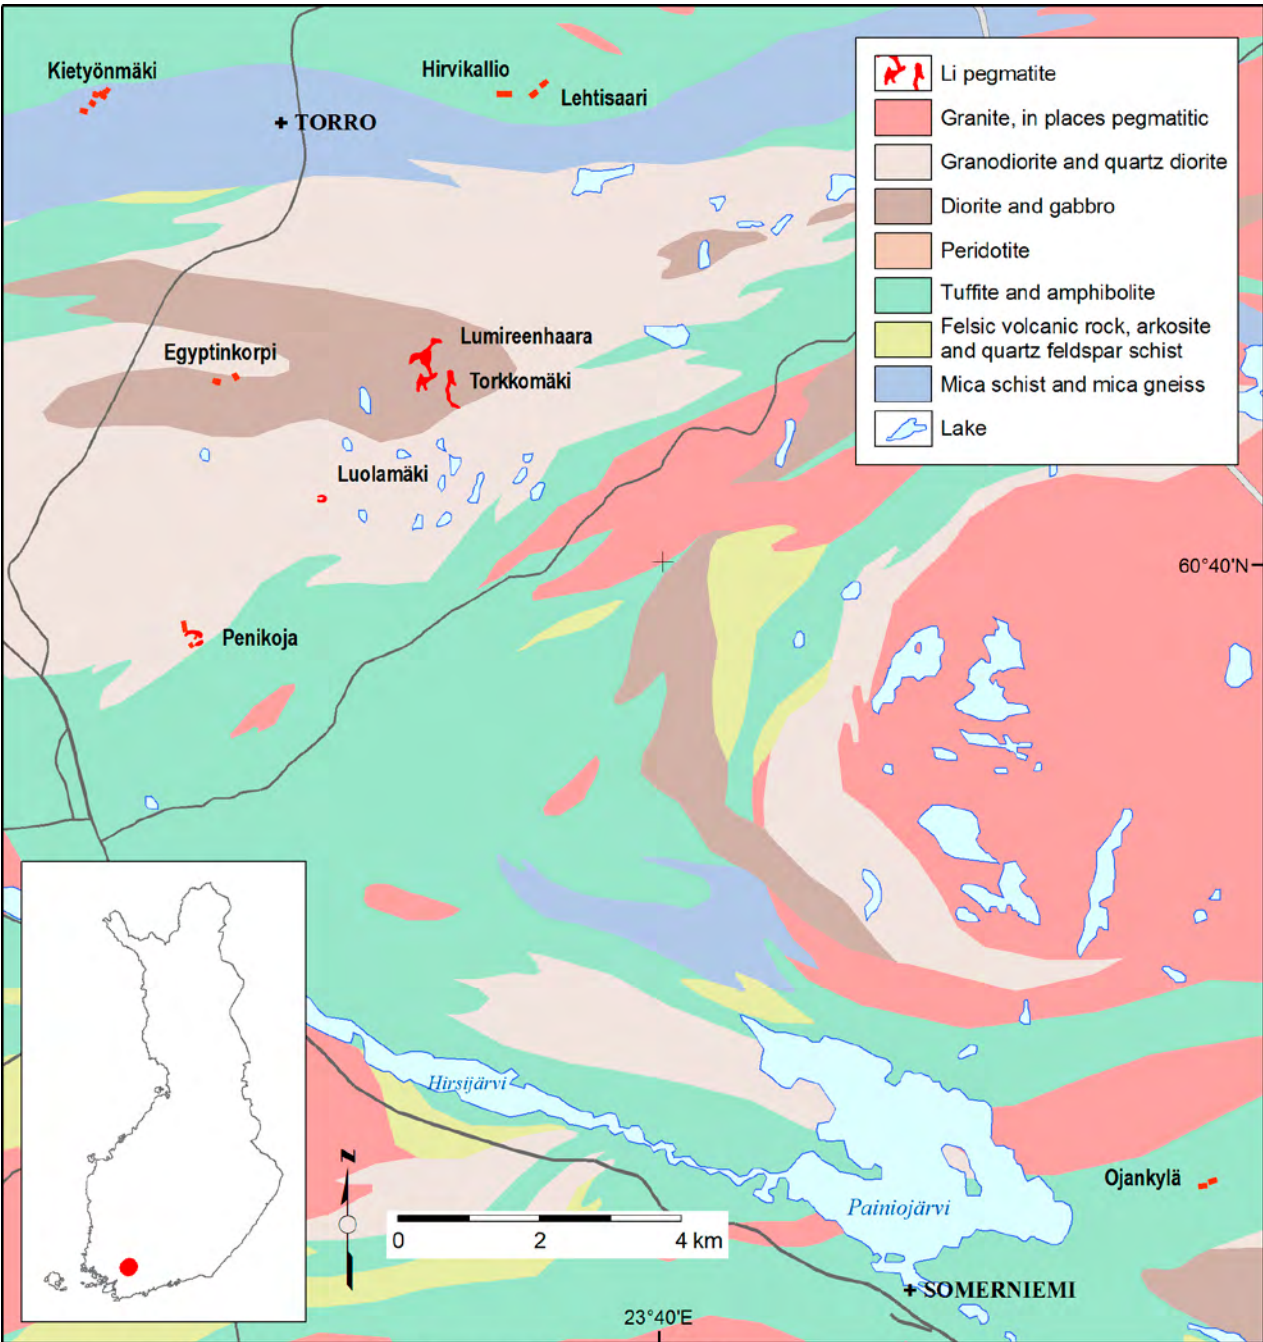 Kietyönmäki
Hirvikallio
Lehtisaari
TORRO
Lumireenhaara
Egyptinkorpi
Torkkomäki
Luolamäki
Penikoja
Li pegmatite
Granite, in places pegmatitic
Granodiorite and quartz diorite
Diorite and gabbro
Peridotite
Tuffite and amphibolite
Felsic volcanic rock, arkosite
and quartz feldspar schist
Mica schist and mica gneiss
Lake
60°40'N
Hirsijärvi
N
Ojankylä
Painiojärvi
0 2 4 km
SOMERNIEMI
23°40'E